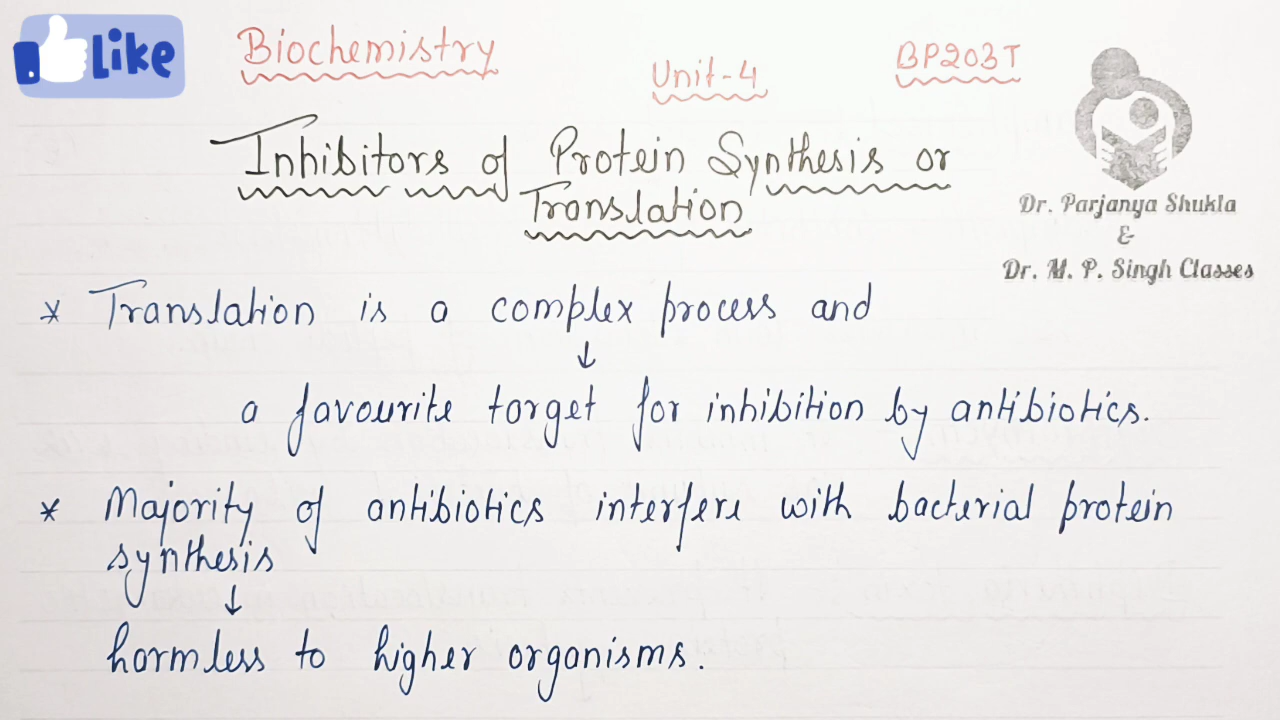 Like
Biochemistry
Unit-4
BP203T
Inhibitors of Protein Synthesis or
Translation
Dr. Parjanya Shukla
&
Dr. M. P. Singh Classes
* Translation is a complex process and
↓
a favourite target for inhibition by antibiotics.
* Majority of antibiotics interfere with bacterial protein
synthesis
↓
harmless to higher organisms.